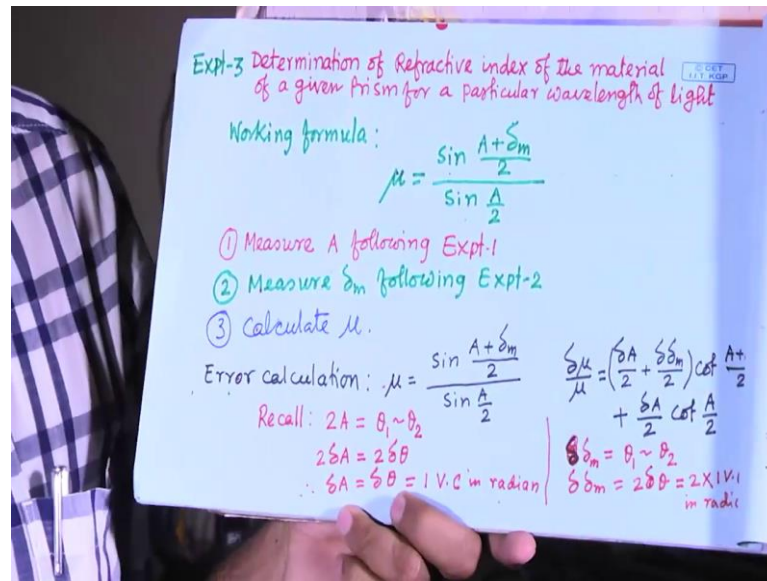 Expt-3 Determination of Refractive index of the material
of a given Prism for a particular wavelength of light
© CET
I.I.T. KGP
Working formula:
μ = sin (A+δm)/2 / sin A/2
① Measure A following Expt-1
② Measure δm following Expt-2
③ Calculate μ.
Error calculation: μ = sin (A+δm)/2 / sin A/2
Recall: 2A = θ₁ ~ θ₂
2δA = 2δθ
∴ δA = δθ = 1 V.C in radian
δμ/μ = (δA/2 + δδm/2) cot A+/2
+ δA/2 cot A/2
δm = θ₁ ~ θ₂
δδm = 2δθ = 2×1 V.
in radi